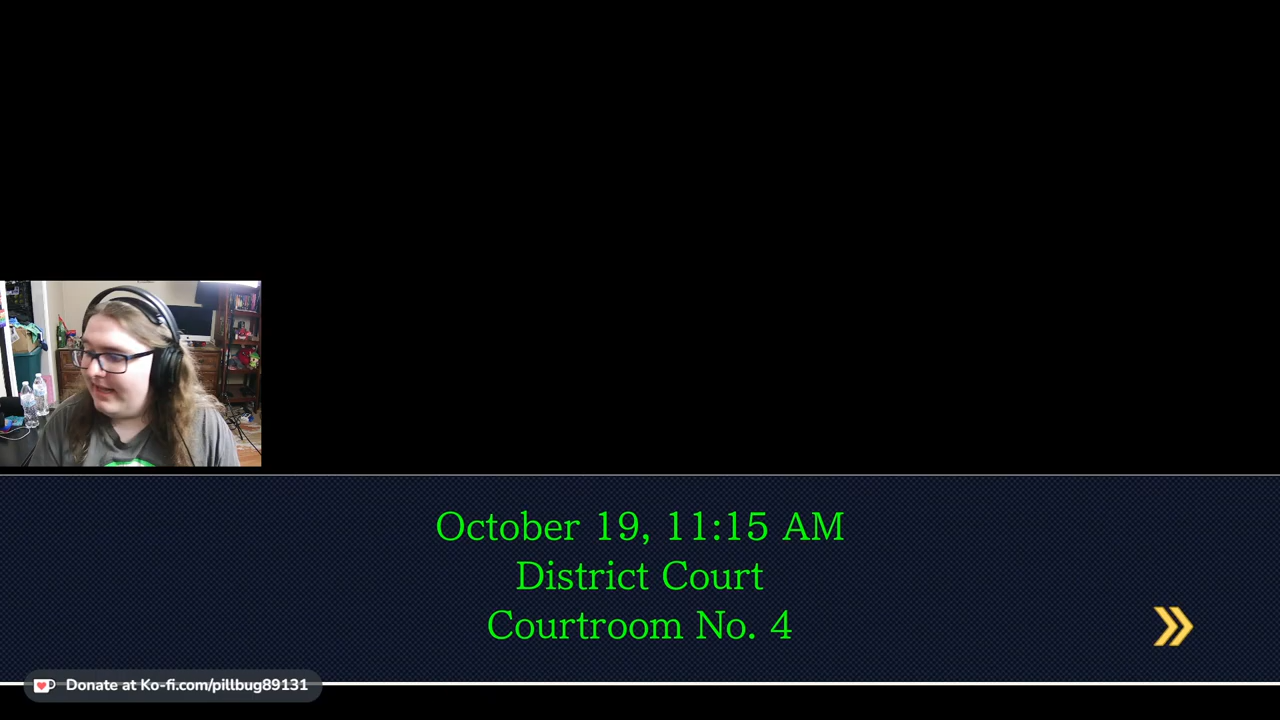 October 19, 11:15 AM
District Court
Courtroom No. 4
Donate at Ko-fi.com/pillbug89131